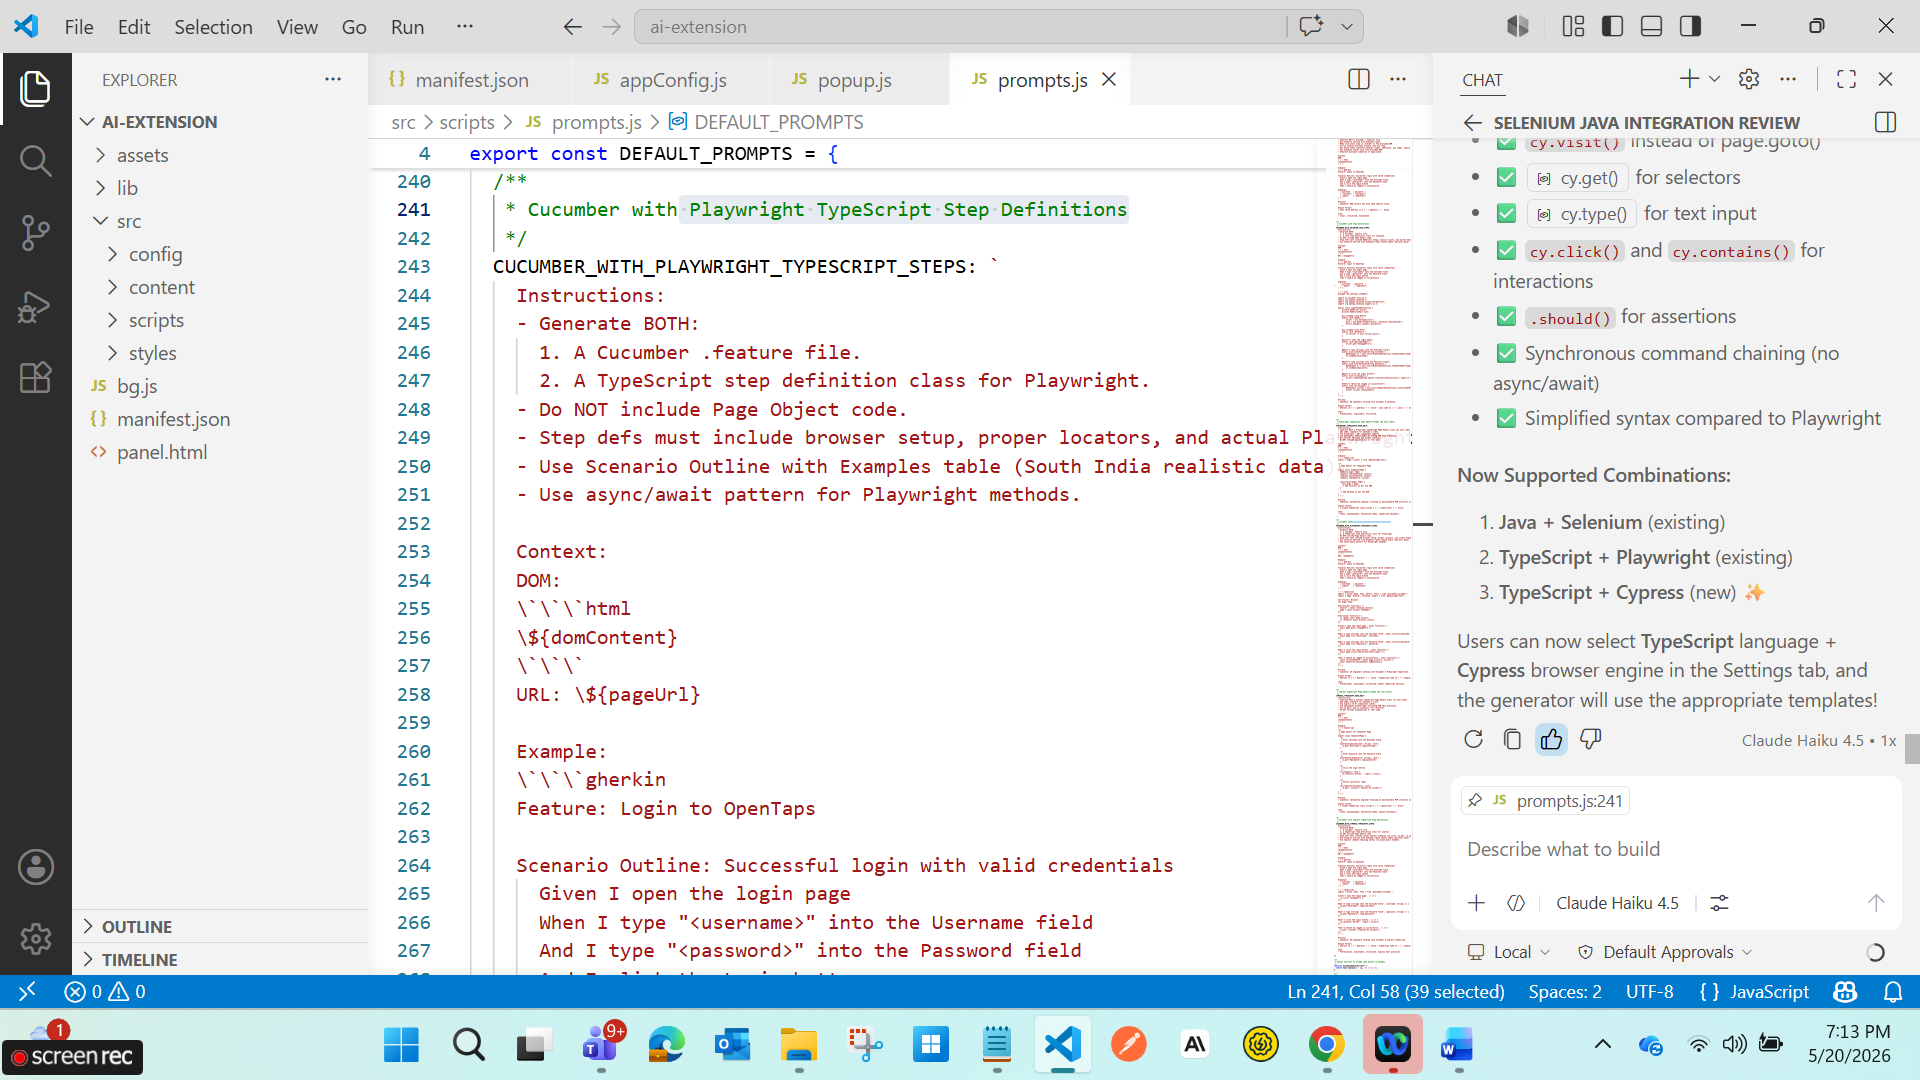 File Edit Selection View Go Run ···
ai-extension
EXPLORER
AI-EXTENSION
assets
lib
src
config
content
scripts
styles
JS bg.js
{} manifest.json
<> panel.html
OUTLINE
TIMELINE
{} manifest.json JS appConfig.js JS popup.js JS prompts.js
src > scripts > JS prompts.js > DEFAULT_PROMPTS
4 export const DEFAULT_PROMPTS = {
240 /**
241 * Cucumber with Playwright TypeScript Step Definitions
242 */
243 CUCUMBER_WITH_PLAYWRIGHT_TYPESCRIPT_STEPS: `
244 Instructions:
245 - Generate BOTH:
246 1. A Cucumber .feature file.
247 2. A TypeScript step definition class for Playwright.
248 - Do NOT include Page Object code.
249 - Step defs must include browser setup, proper locators, and actual Pl
250 - Use Scenario Outline with Examples table (South India realistic data)
251 - Use async/await pattern for Playwright methods.
252
253 Context:
254 DOM:
255 \`\`\`html
256 \${domContent}
257 \`\`\`
258 URL: \${pageUrl}
259
260 Example:
261 \`\`\`gherkin
262 Feature: Login to OpenTaps
263
264 Scenario Outline: Successful login with valid credentials
265 Given I open the login page
266 When I type "<username>" into the Username field
267 And I type "<password>" into the Password field
CHAT
SELENIUM JAVA INTEGRATION REVIEW
cy.visit() instead of page.goto()
cy.get() for selectors
cy.type() for text input
cy.click() and cy.contains() for
interactions
.should() for assertions
Synchronous command chaining (no
async/await)
Simplified syntax compared to Playwright
Now Supported Combinations:
1. Java + Selenium (existing)
2. TypeScript + Playwright (existing)
3. TypeScript + Cypress (new) ✨
Users can now select TypeScript language +
Cypress browser engine in the Settings tab, and
the generator will use the appropriate templates!
Claude Haiku 4.5 • 1x
JS prompts.js:241
Describe what to build
Claude Haiku 4.5
Local Default Approvals
0 0
Ln 241, Col 58 (39 selected) Spaces: 2 UTF-8 {} JavaScript
1
screen rec
9+
7:13 PM
5/20/2026